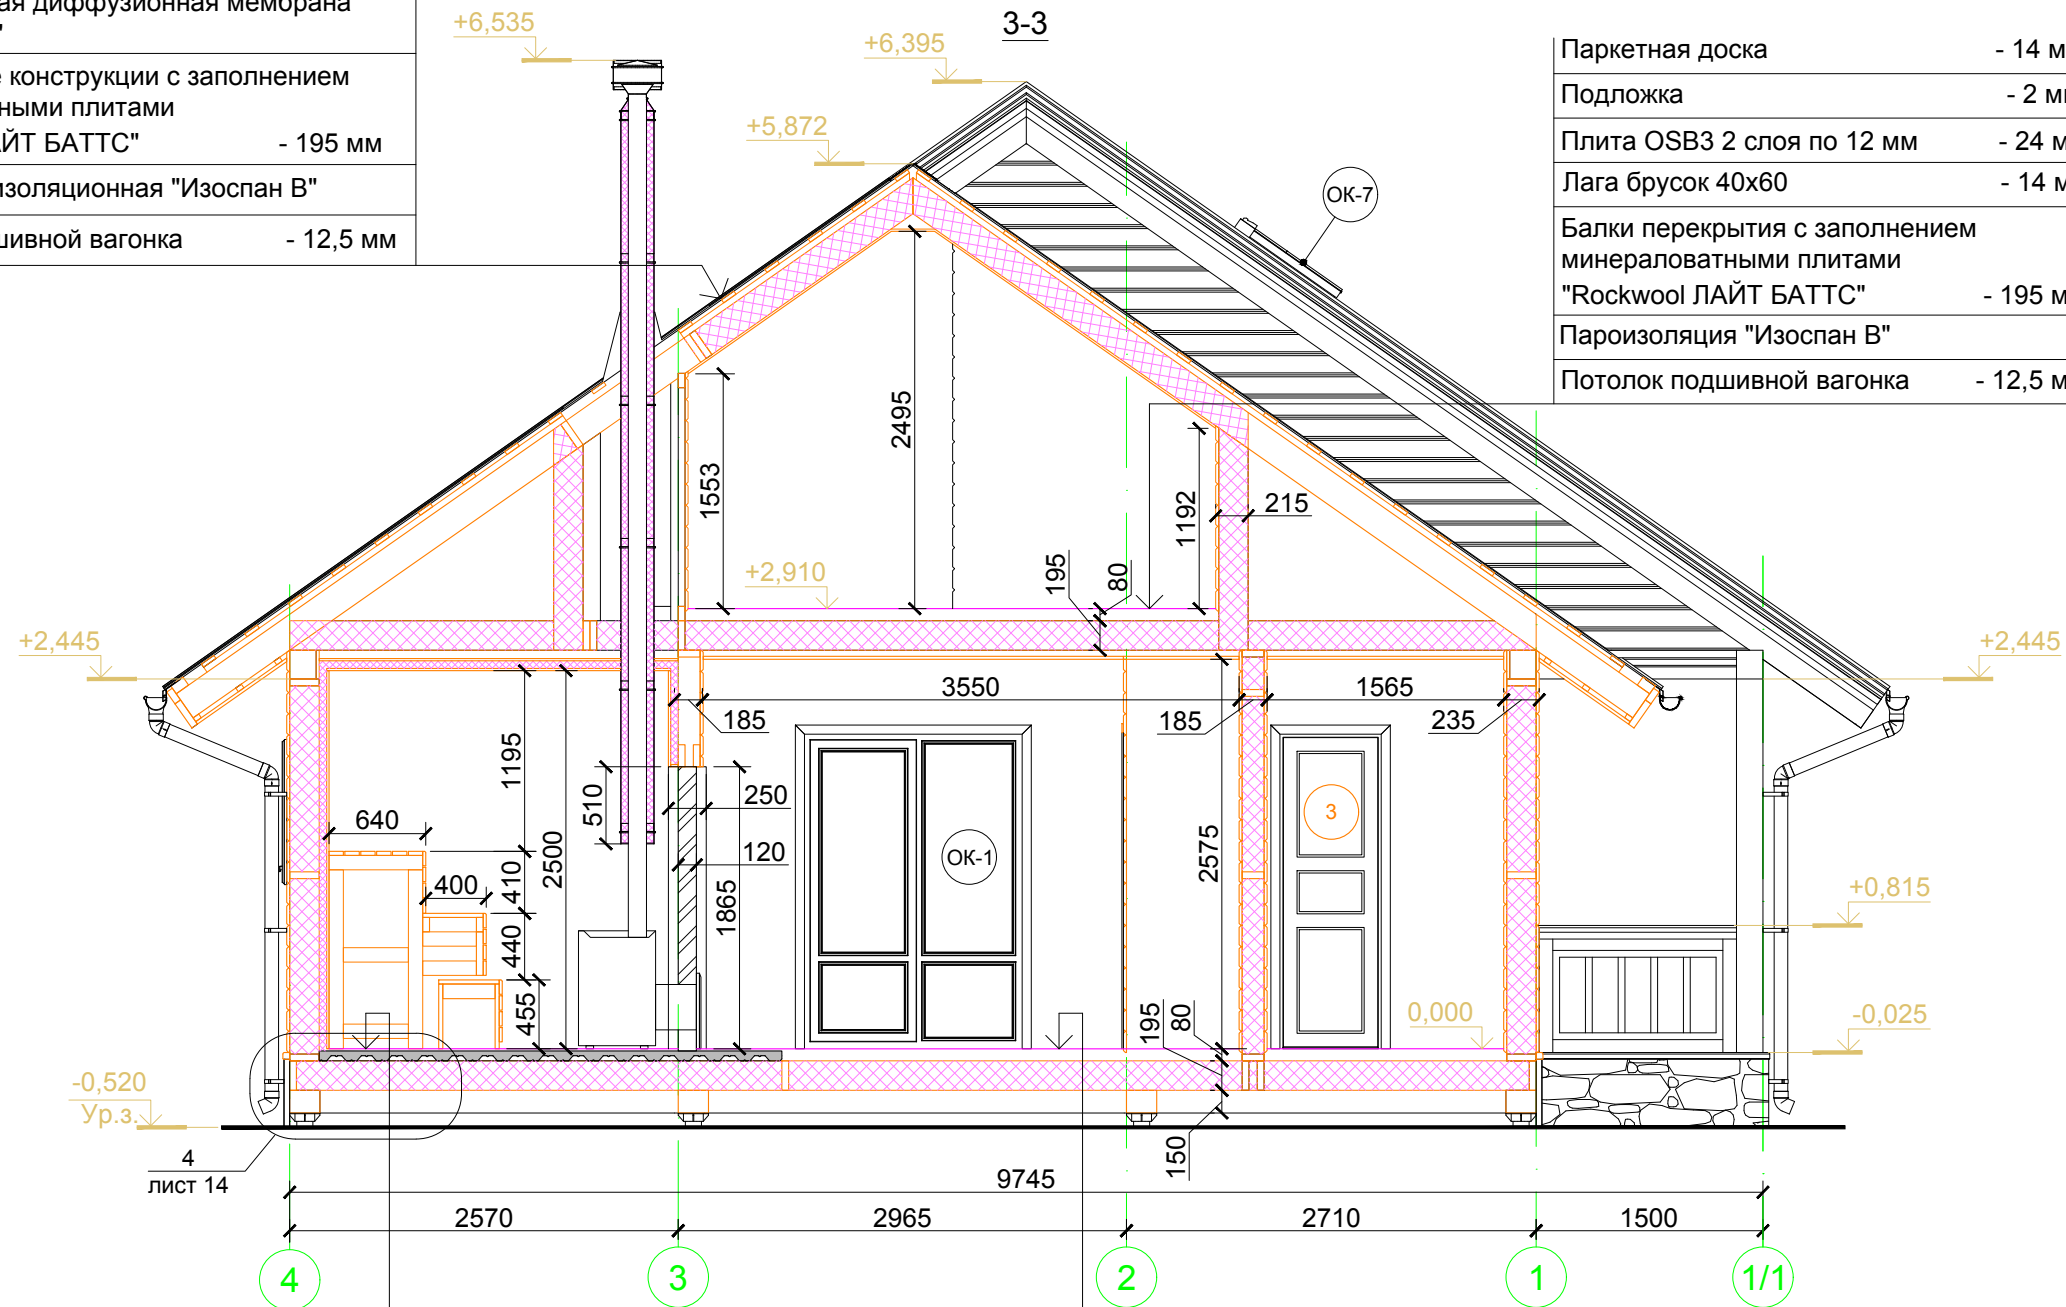 3-3
ая диффузионная мембрана
"
е конструкции с заполнением
ными плитами
АЙТ БАТТС" - 195 мм
изоляционная "Изоспан В"
шивной вагонка - 12,5 мм
Паркетная доска - 14 м
Подложка - 2 м
Плита OSB3 2 слоя по 12 мм - 24 м
Лага брусок 40х60 - 14 м
Балки перекрытия с заполнением
минераловатными плитами
"Rockwool ЛАЙТ БАТТС" - 195 м
Пароизоляция "Изоспан В"
Потолок подшивной вагонка - 12,5 м
+6,535
+6,395
+5,872
ОК-7
2495
1553
1192
215
+2,910
195
80
+2,445
+2,445
3550
1565
185
185
235
1195
510
250
640
2500
120
3
ОК-1
2575
410
400
1865
+0,815
440
455
195
80
0,000
-0,025
-0,520
Ур.з.
150
4
лист 14
9745
2570
2965
2710
1500
4
3
2
1
1/1